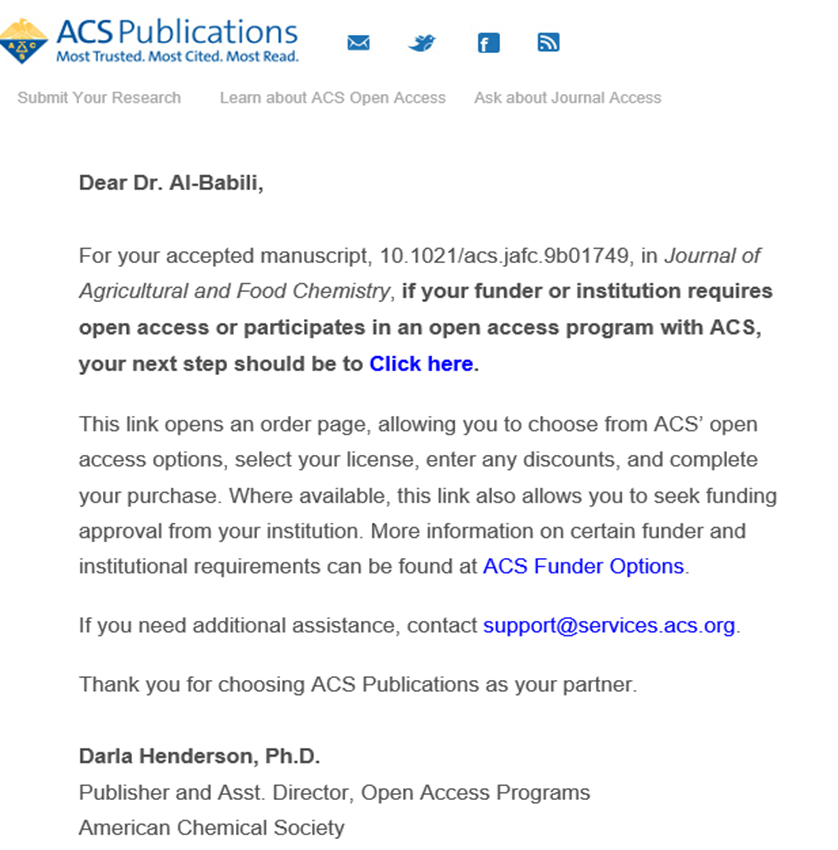 ACS Publications
Most Trusted. Most Cited. Most Read.
Submit Your Research Learn about ACS Open Access Ask about Journal Access
Dear Dr. Al-Babili,
For your accepted manuscript, 10.1021/acs.jafc.9b01749, in Journal of
Agricultural and Food Chemistry, if your funder or institution requires
open access or participates in an open access program with ACS,
your next step should be to Click here.
This link opens an order page, allowing you to choose from ACS’ open
access options, select your license, enter any discounts, and complete
your purchase. Where available, this link also allows you to seek funding
approval from your institution. More information on certain funder and
institutional requirements can be found at ACS Funder Options.
If you need additional assistance, contact support@services.acs.org.
Thank you for choosing ACS Publications as your partner.
Darla Henderson, Ph.D.
Publisher and Asst. Director, Open Access Programs
American Chemical Society